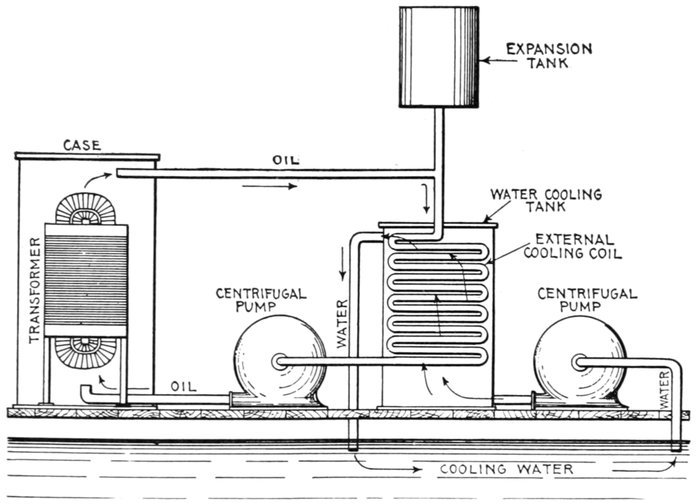 EXPANSION
TANK
CASE
OIL
WATER COOLING
TANK
EXTERNAL
COOLING COIL
TRANSFORMER
CENTRIFUGAL
PUMP
WATER
CENTRIFUGAL
PUMP
OIL
WATER
COOLING WATER